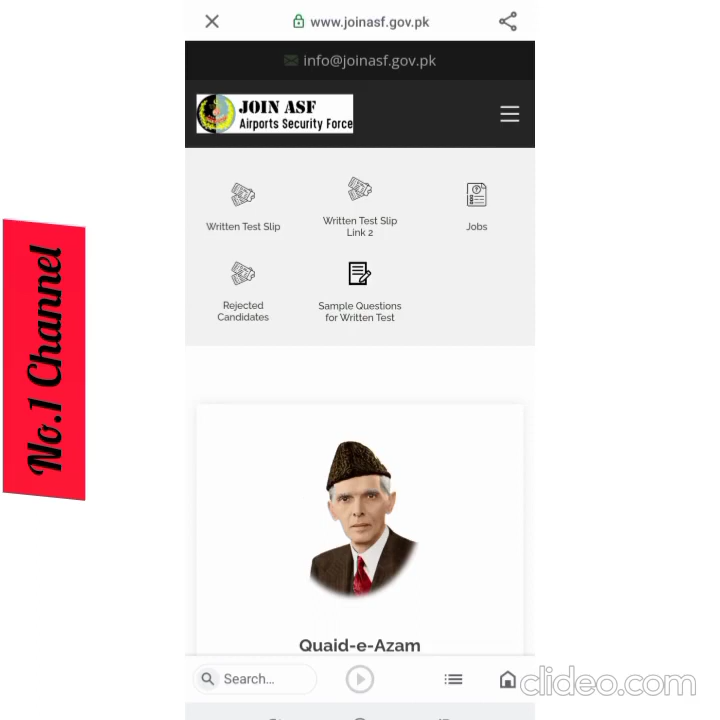 www.joinasf.gov.pk
info@joinasf.gov.pk
JOIN ASF
Airports Security Force
Written Test Slip
Written Test Slip
Link 2
Jobs
Rejected
Candidates
Sample Questions
for Written Test
No.1 Channel
Quaid-e-Azam
Search...
clideo.com